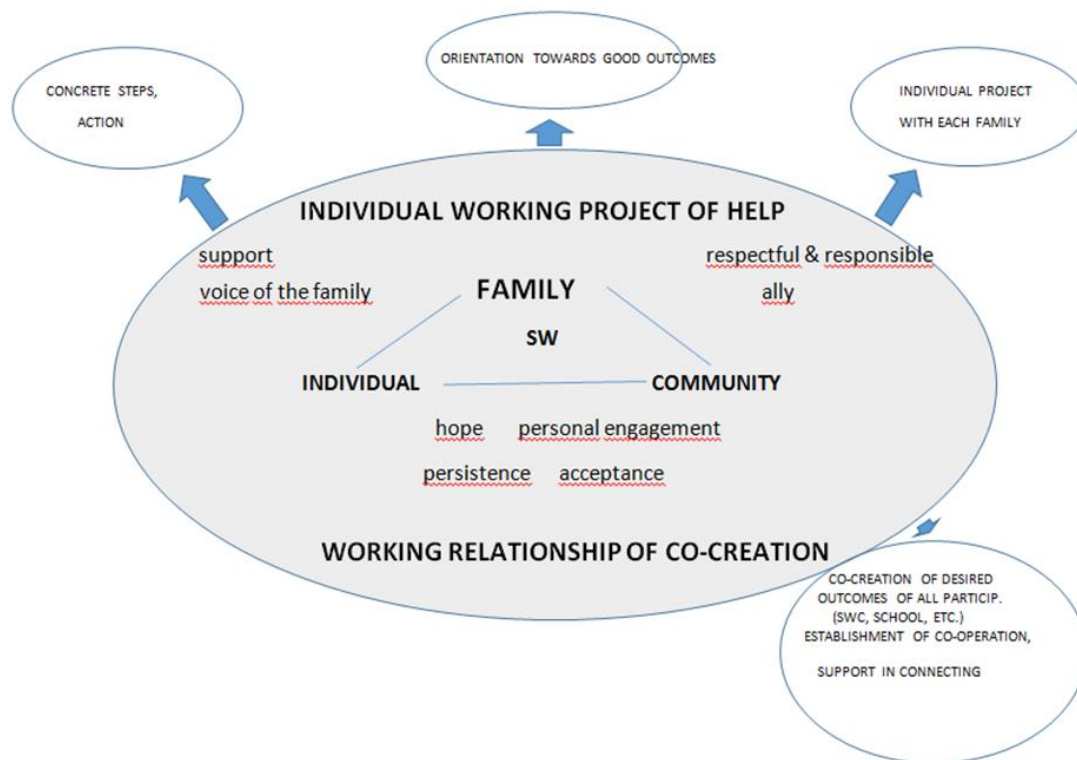 ORIENTATION TOWARDS GOOD OUTCOMES
CONCRETE STEPS,
ACTION
INDIVIDUAL PROJECT
WITH EACH FAMILY
INDIVIDUAL WORKING PROJECT OF HELP
support
voice of the family
respectful & responsible
ally
FAMILY
SW
INDIVIDUAL
COMMUNITY
hope personal engagement
persistence acceptance
WORKING RELATIONSHIP OF CO-CREATION
CO-CREATION OF DESIRED
OUTCOMES OF ALL PARTICIP.
(SWC, SCHOOL, ETC.)
ESTABLISHMENT OF CO-OPERATION,
SUPPORT IN CONNECTING